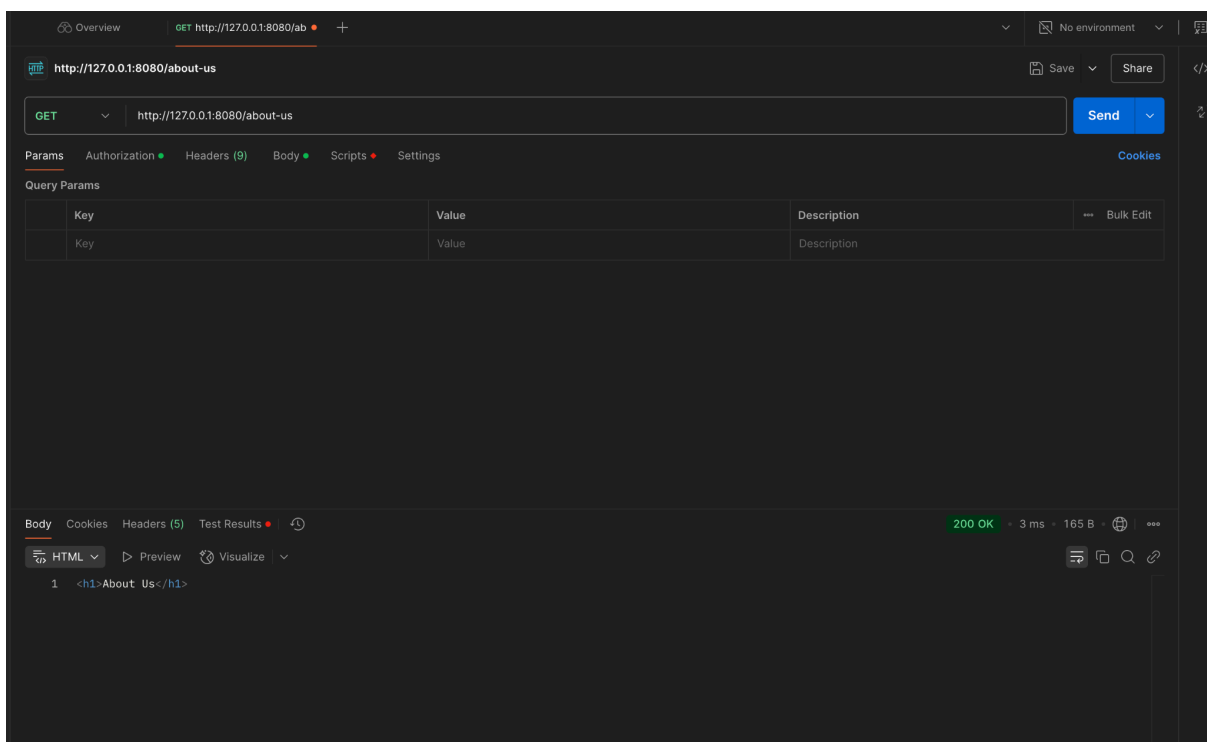 Overview GET http://127.0.0.1:8080/ab No environment
HTTP http://127.0.0.1:8080/about-us Save Share
GET http://127.0.0.1:8080/about-us Send
Params Authorization Headers (9) Body Scripts Settings Cookies
Query Params
Key Value Description Bulk Edit
Key Value Description
Body Cookies Headers (5) Test Results 200 OK 3 ms 165 B
HTML Preview Visualize
1 <h1>About Us</h1>